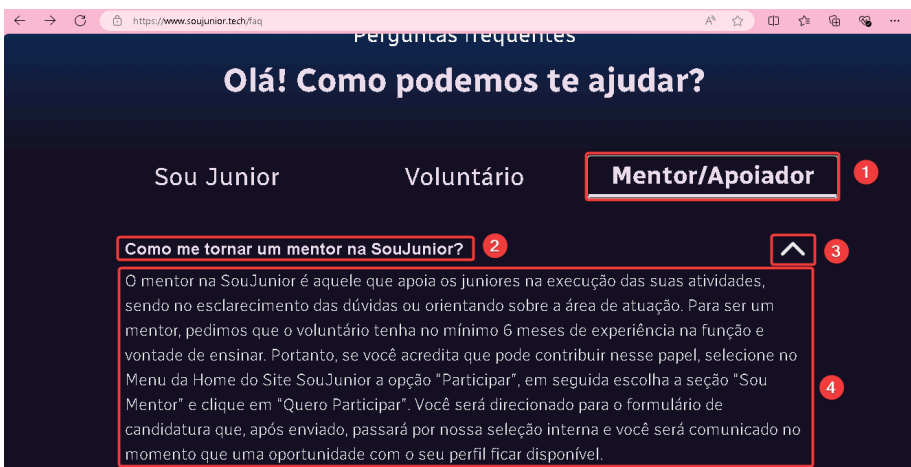 https://www.soujunior.tech/faq
Perguntas frequentes
Olá! Como podemos te ajudar?
Sou Junior
Voluntário
Mentor/Apoiador
1
Como me tornar um mentor na SouJunior?
2
3
O mentor na SouJunior é aquele que apoia os juniores na execução das suas atividades,
sendo no esclarecimento das dúvidas ou orientando sobre a área de atuação. Para ser um
mentor, pedimos que o voluntário tenha no mínimo 6 meses de experiência na função e
vontade de ensinar. Portanto, se você acredita que pode contribuir nesse papel, selecione no
Menu da Home do Site SouJunior a opção "Participar", em seguida escolha a seção "Sou
Mentor" e clique em "Quero Participar". Você será direcionado para o formulário de
candidatura que, após enviado, passará por nossa seleção interna e você será comunicado no
momento que uma oportunidade com o seu perfil ficar disponível.
4